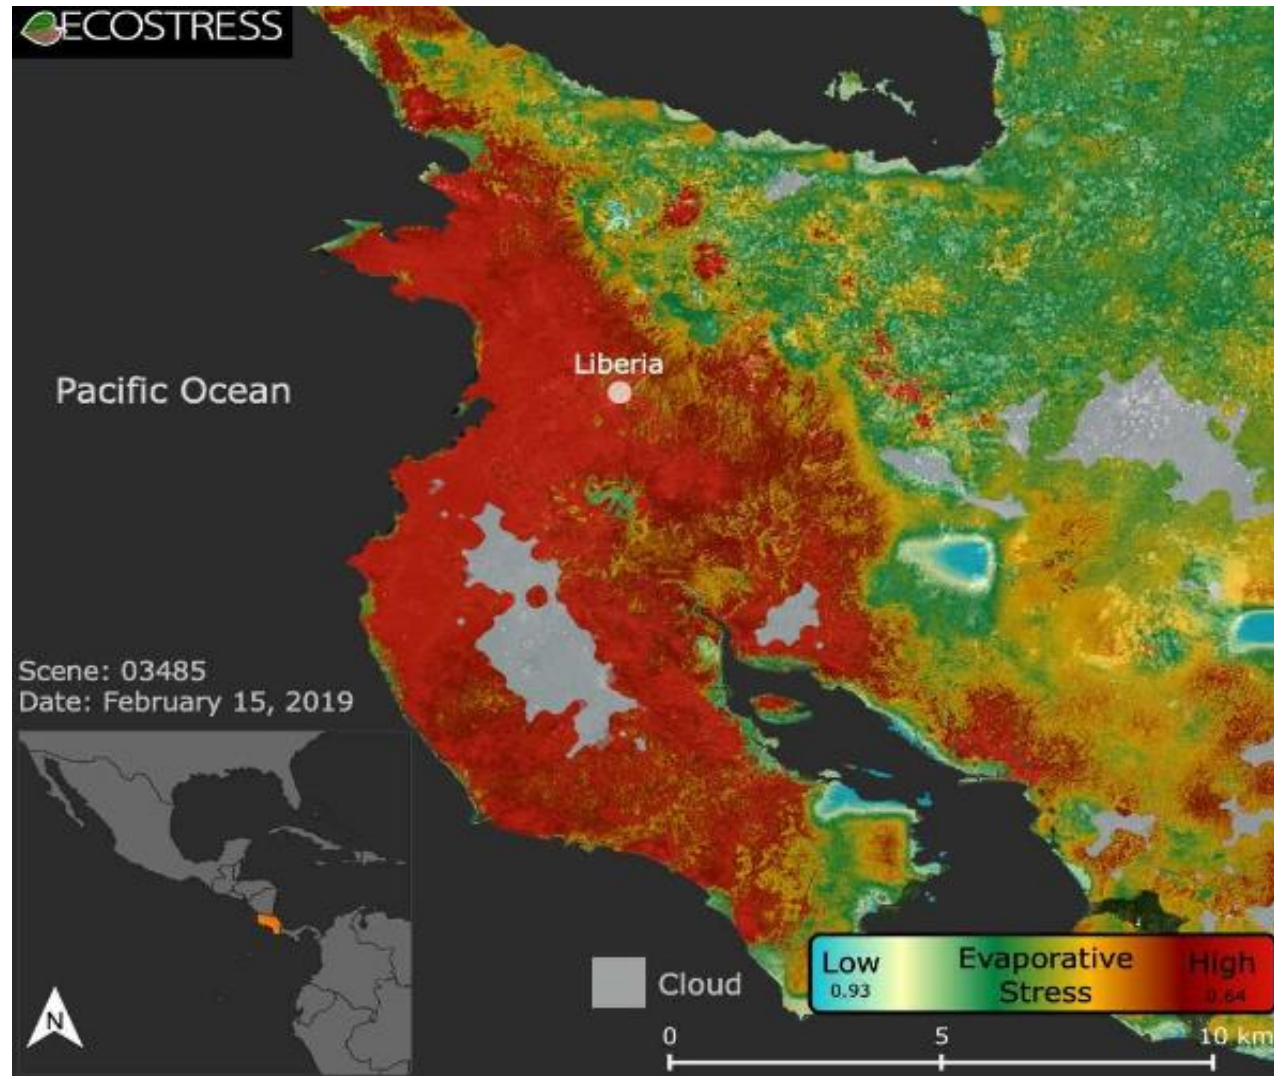 ECOSTRESS
Liberia
Pacific Ocean
Scene: 03485
Date: February 15, 2019
N
Cloud
Low
0.93
Evaporative
Stress
High
0.64
0 5 10 km